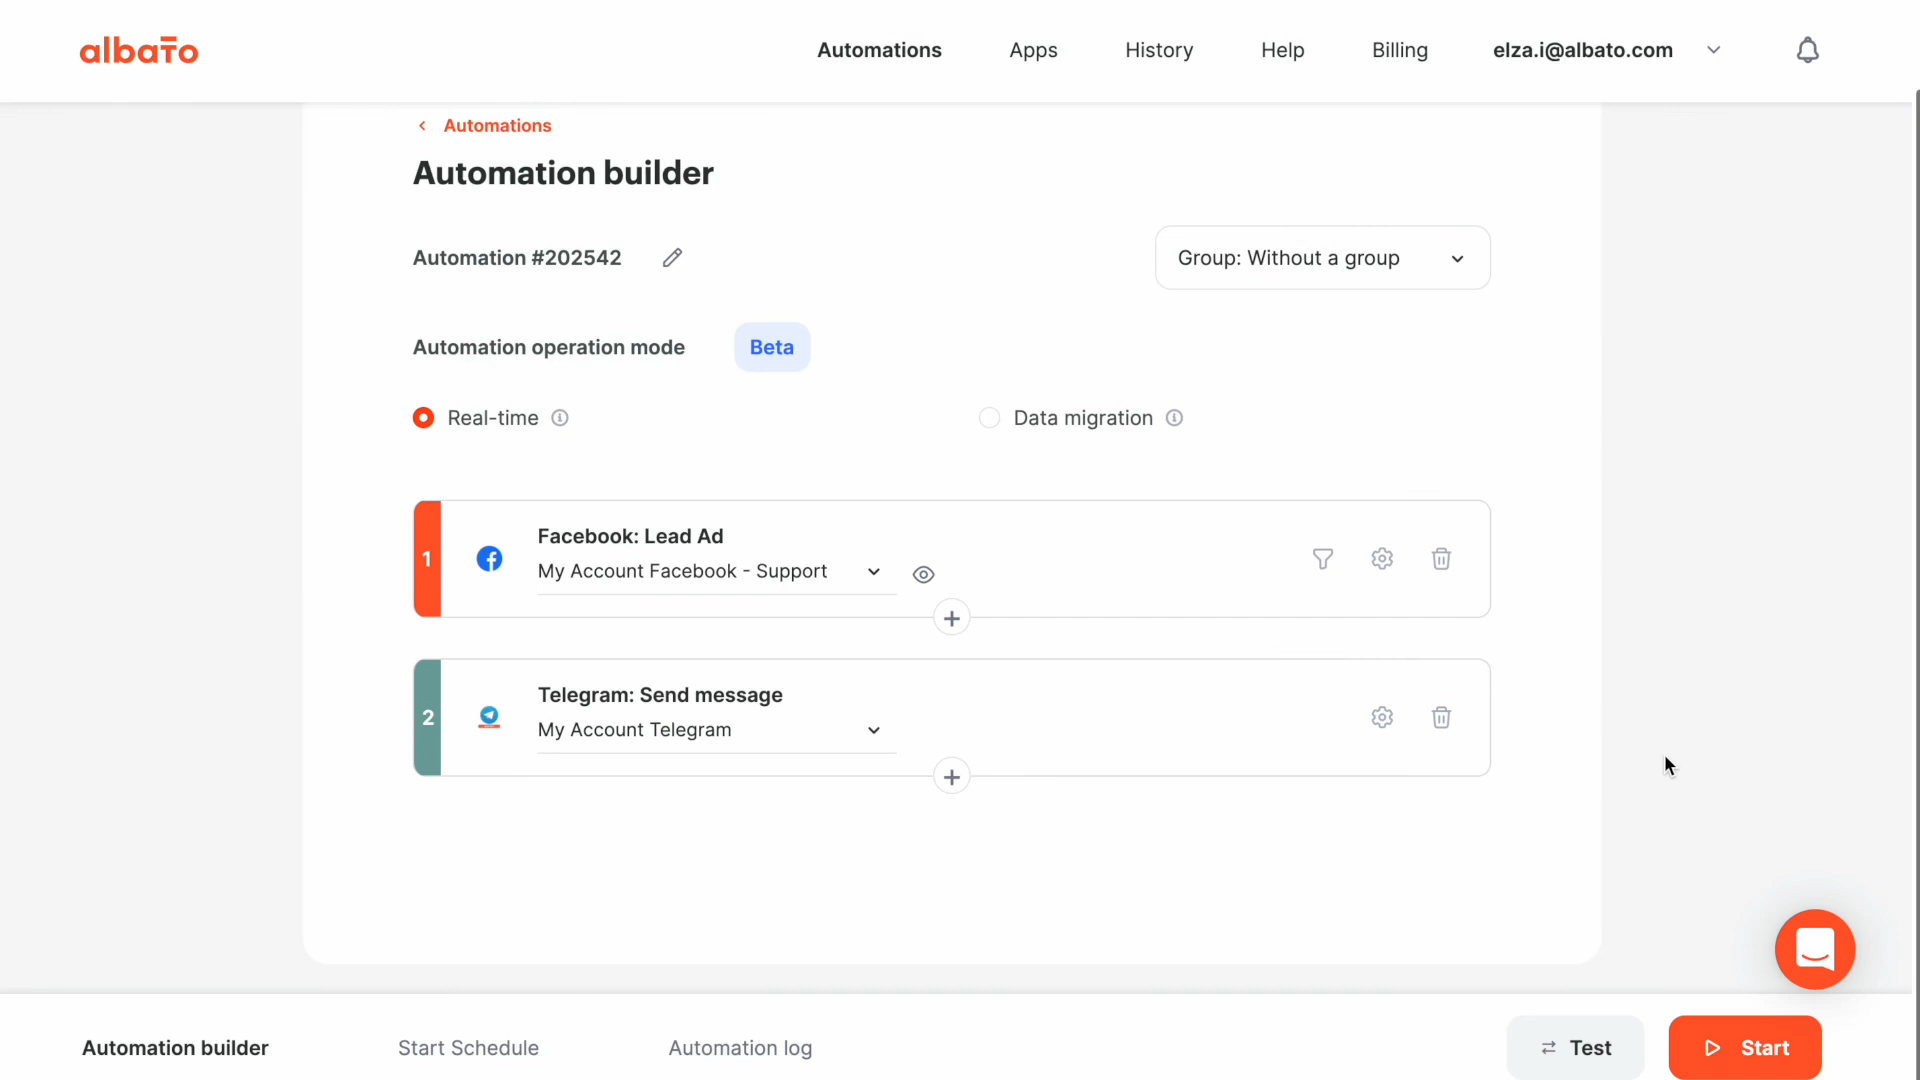 albato
Automations
Apps
History
Help
Billing
elza.i@albato.com
Automations
Automation builder
Automation #202542
Group: Without a group
Automation operation mode
Beta
Real-time
Data migration
1
Facebook: Lead Ad
My Account Facebook - Support
2
Telegram: Send message
My Account Telegram
Automation builder
Start Schedule
Automation log
Test
Start